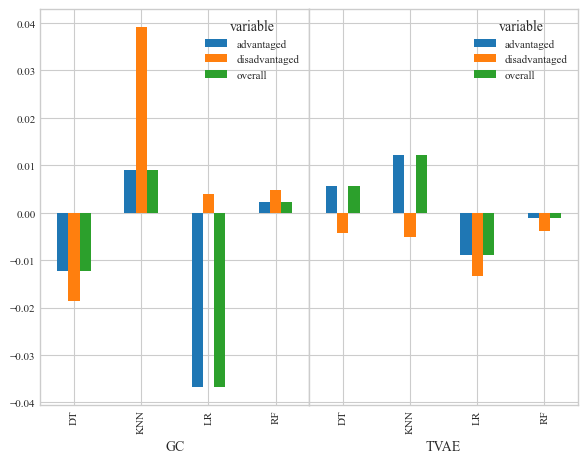 0.04
0.03
0.02
0.01
0.00
−0.01
−0.02
−0.03
−0.04
variable
advantaged
disadvantaged
overall
variable
advantaged
disadvantaged
overall
DT
KNN
LR
RF
DT
KNN
LR
RF
GC
TVAE